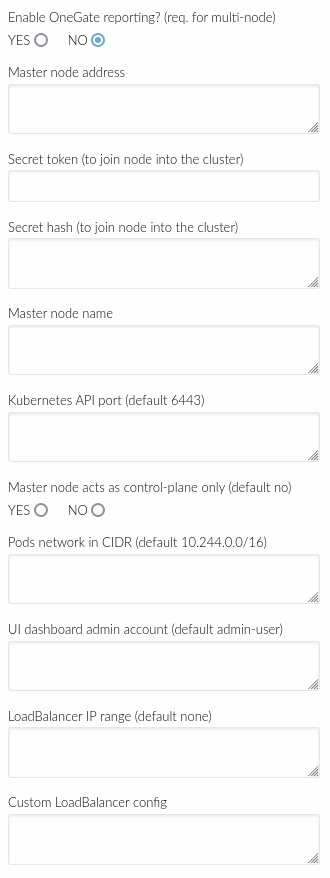 Enable OneGate reporting? (req. for multi-node)
YES NO
Master node address
Secret token (to join node into the cluster)
Secret hash (to join node into the cluster)
Master node name
Kubernetes API port (default 6443)
Master node acts as control-plane only (default no)
YES NO
Pods network in CIDR (default 10.244.0.0/16)
UI dashboard admin account (default admin-user)
LoadBalancer IP range (default none)
Custom LoadBalancer config